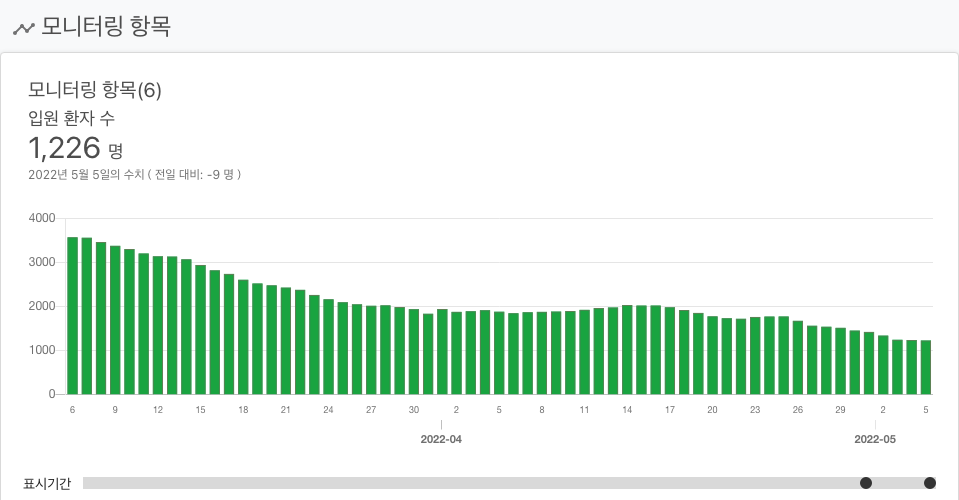 모니터링 항목
모니터링 항목(6)
입원 환자 수
1,226 명
2022년 5월 5일의 수치 ( 전일 대비: -9 명 )
4000
3000
2000
1000
0
6 9 12 15 18 21 24 27 30 2 5 8 11 14 17 20 23 26 29 2 5
2022-04 2022-05
표시기간